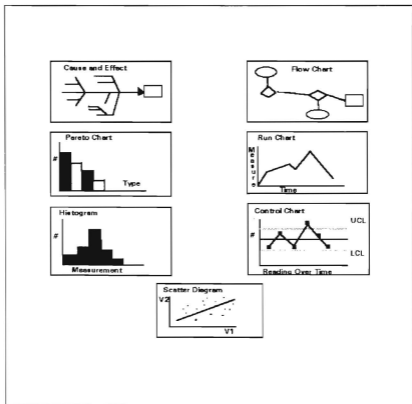 Cause and Effect
Flow Chart
Pareto Chart
#
Type
Run Chart
Measure
Time
Histogram
#
Measurement
Control Chart
UCL
#
LCL
Reading Over Time
Scatter Diagram
V2
V1